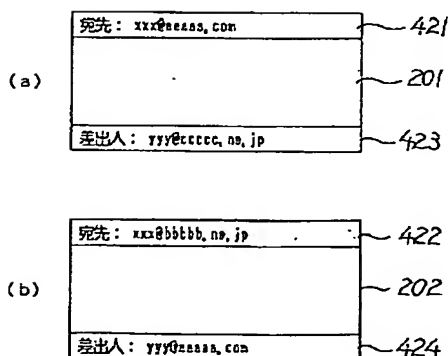 宛先: xxx@aaaaa.com 421
(a) 201
差出人: yyy@ccccc.ne.jp 423
宛先: xxx@bbbbb.ne.jp 422
(b) 202
差出人: yyy@aaaaa.com 424